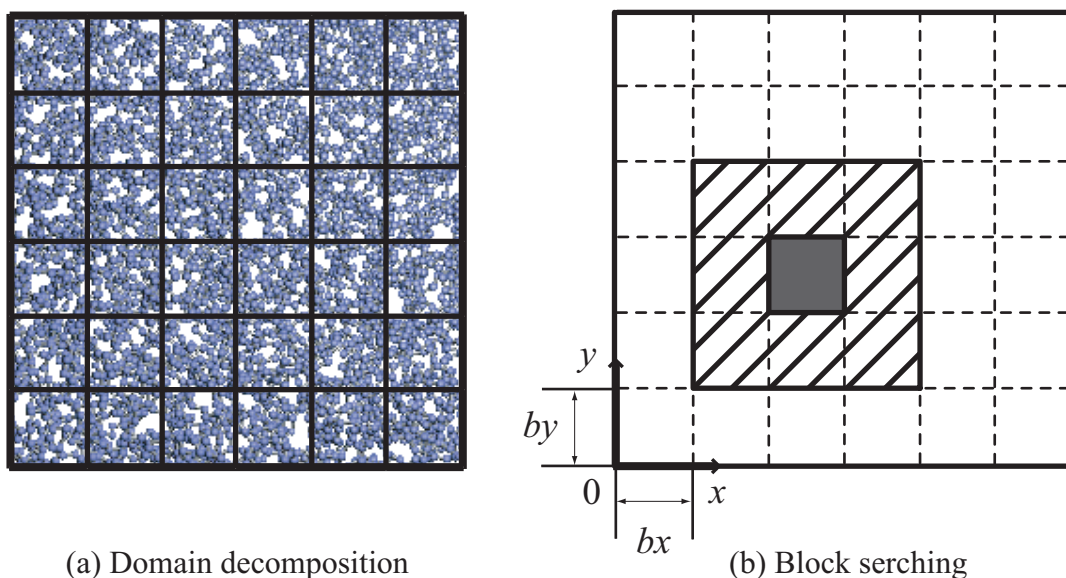 y
by
0
x
bx
(a) Domain decomposition
(b) Block serching